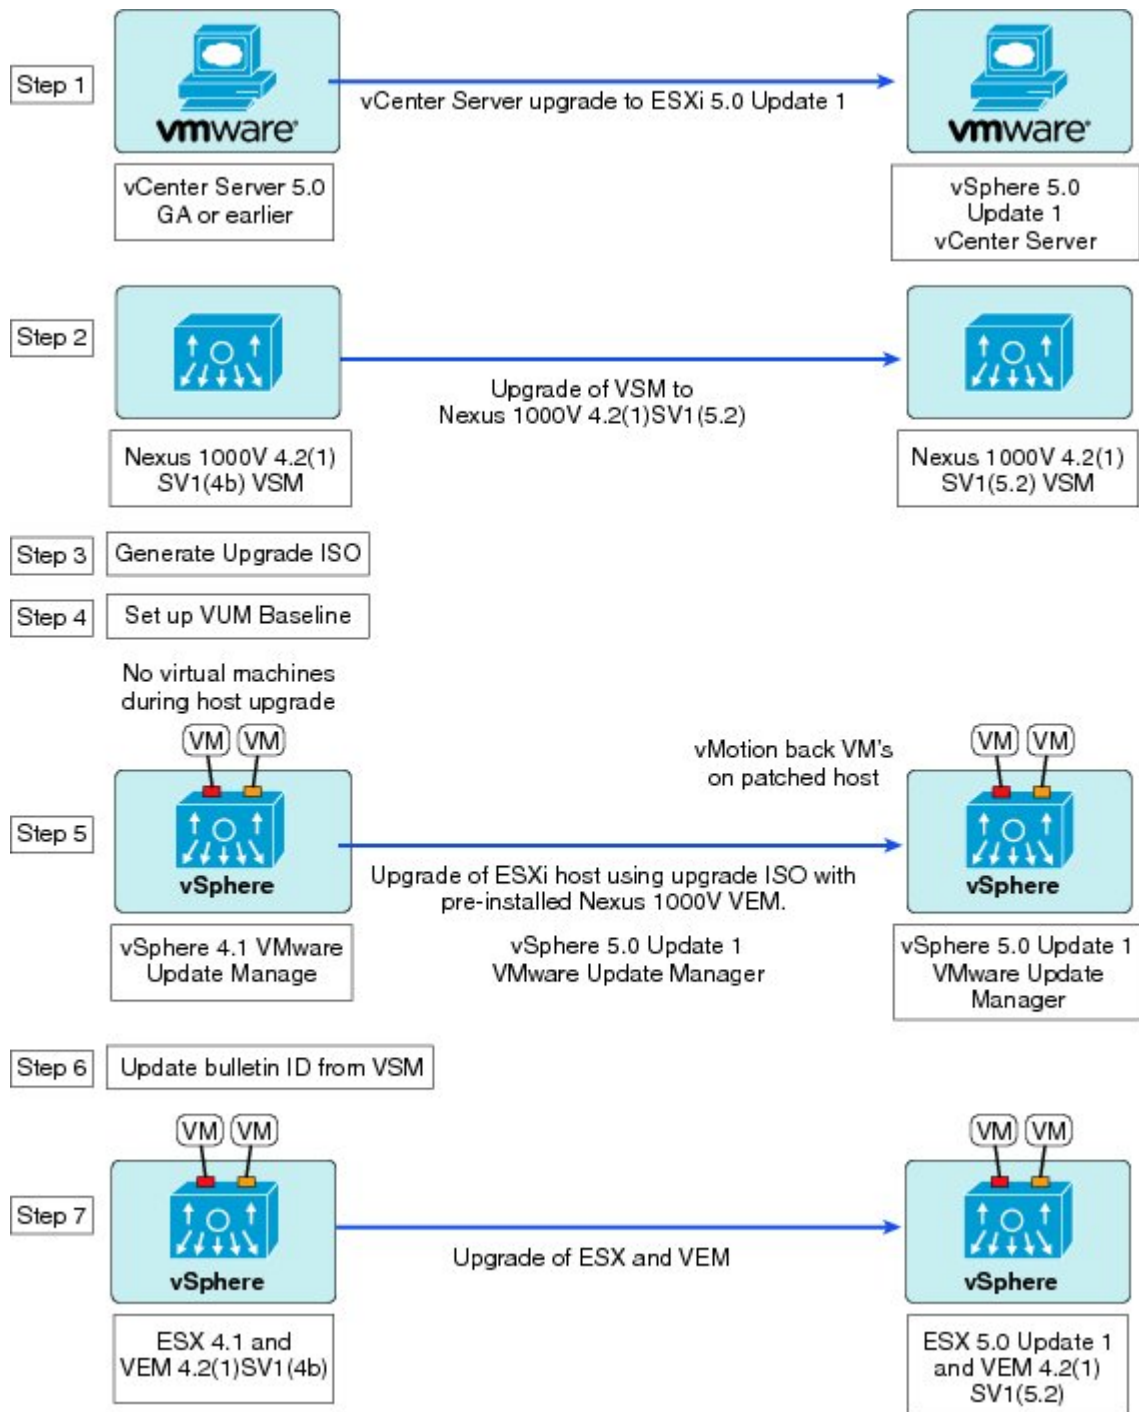 Step 1
vmware®
vCenter Server upgrade to ESXi 5.0 Update 1
vmware®
vCenter Server 5.0
GA or earlier
vSphere 5.0
Update 1
vCenter Server
Step 2
Upgrade of VSM to
Nexus 1000V 4.2(1)SV1(5.2)
Nexus 1000V 4.2(1)
SV1(4b) VSM
Nexus 1000V 4.2(1)
SV1(5.2) VSM
Step 3
Generate Upgrade ISO
Step 4
Set up VUM Baseline
No virtual machines
during host upgrade
VM
VM
vMotion back VM's
on patched host
VM
VM
Step 5
vSphere
Upgrade of ESXi host using upgrade ISO with
pre-installed Nexus 1000V VEM.
vSphere
vSphere 4.1 VMware
Update Manage
vSphere 5.0 Update 1
VMware Update Manager
vSphere 5.0 Update 1
VMware Update
Manager
Step 6
Update bulletin ID from VSM
VM
VM
VM
VM
Step 7
vSphere
Upgrade of ESX and VEM
vSphere
ESX 4.1 and
VEM 4.2(1)SV1(4b)
ESX 5.0 Update 1
and VEM 4.2(1)
SV1(5.2)